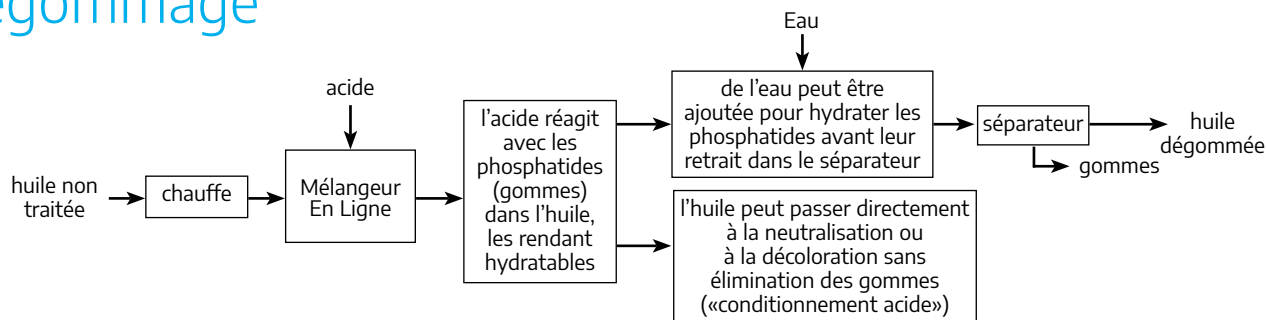 égommage
huile non
traitée
chauffe
acide
Mélangeur
En Ligne
l'acide réagit
avec les
phosphatides
(gommes)
dans l'huile,
les rendant
hydratables
Eau
de l'eau peut être
ajoutée pour hydrater les
phosphatides avant leur
retrait dans le séparateur
séparateur
huile
dégommée
gommes
l'huile peut passer directement
à la neutralisation ou
à la décoloration sans
élimination des gommes
(«conditionnement acide»)